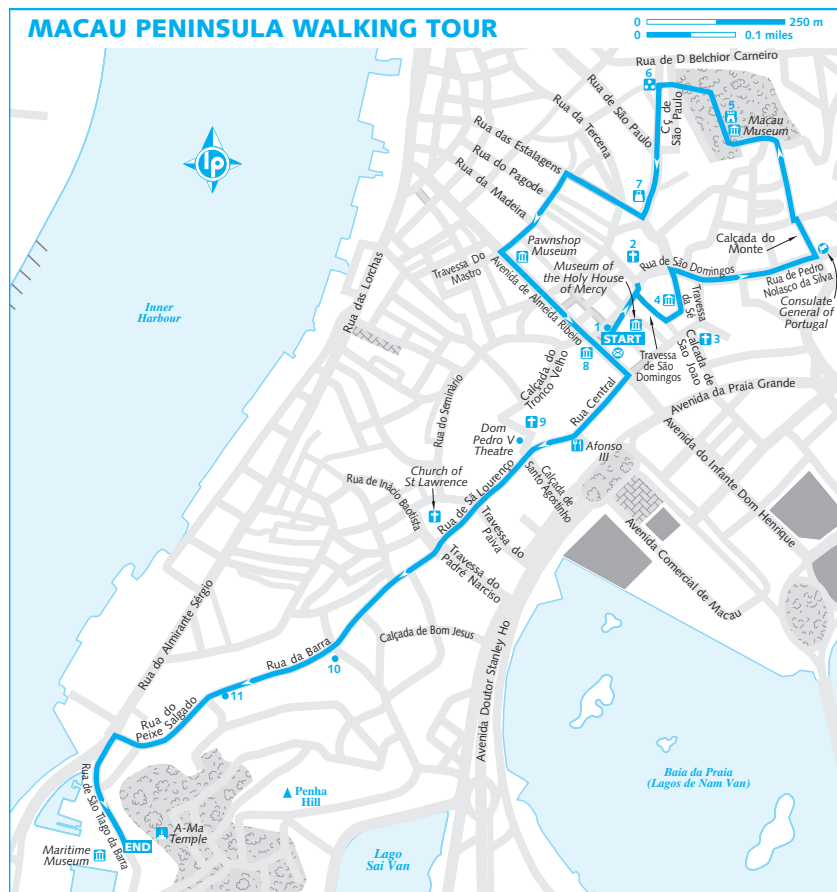 MACAU PENINSULA WALKING TOUR
0 250 m
0 0.1 miles
Rua de D Belchior Carneiro
6
Rua de São Paulo
Cç de
São Paulo
5
Macau
Museum
Rua da Tercena
Rua das Estalagens
Rua do Pagode
Rua da Madeira
7
lp
Calçada do
Monte
2
Pawnshop
Museum
Rua de São Domingos
Museum of
the Holy House
of Mercy
Rua de Pedro
Nolasco da Silva
Travessa Do
Mastro
Avenida de Almeida Ribeiro
Rua das Lorchas
4
Travessa
da Sé
Consulate
General of
Portugal
Inner
Harbour
1
START
3
8
Travessa
de São
Domingos
Calçada de
Sao Joao
Calçada do
Tronco Velho
Rua Central
Avenida da Praia Grande
Rua do Seminário
9
Dom
Pedro V
Theatre
Afonso
III
Avenida do Infante Dom Henrique
Church of
St Lawrence
Rua de Inácio Baotista
Rua de Sã Lourenço
Calçada de
Santo Agostinho
Travessa do
Paiva
Avenida Comercial de Macau
Travessa do
Padré Narciso
Rua do Almirante Sérgio
Calçada de Bom Jesus
Rua da Barra
10
Avenida Doutor Stanley Ho
11
Rua do
Peixe Salgado
Baia da Praia
(Lagos de Nam Van)
Penha
Hill
Rua de São Tiago da Barra
A-Ma
Temple
END
Maritime
Museum
Lago
Sai Van